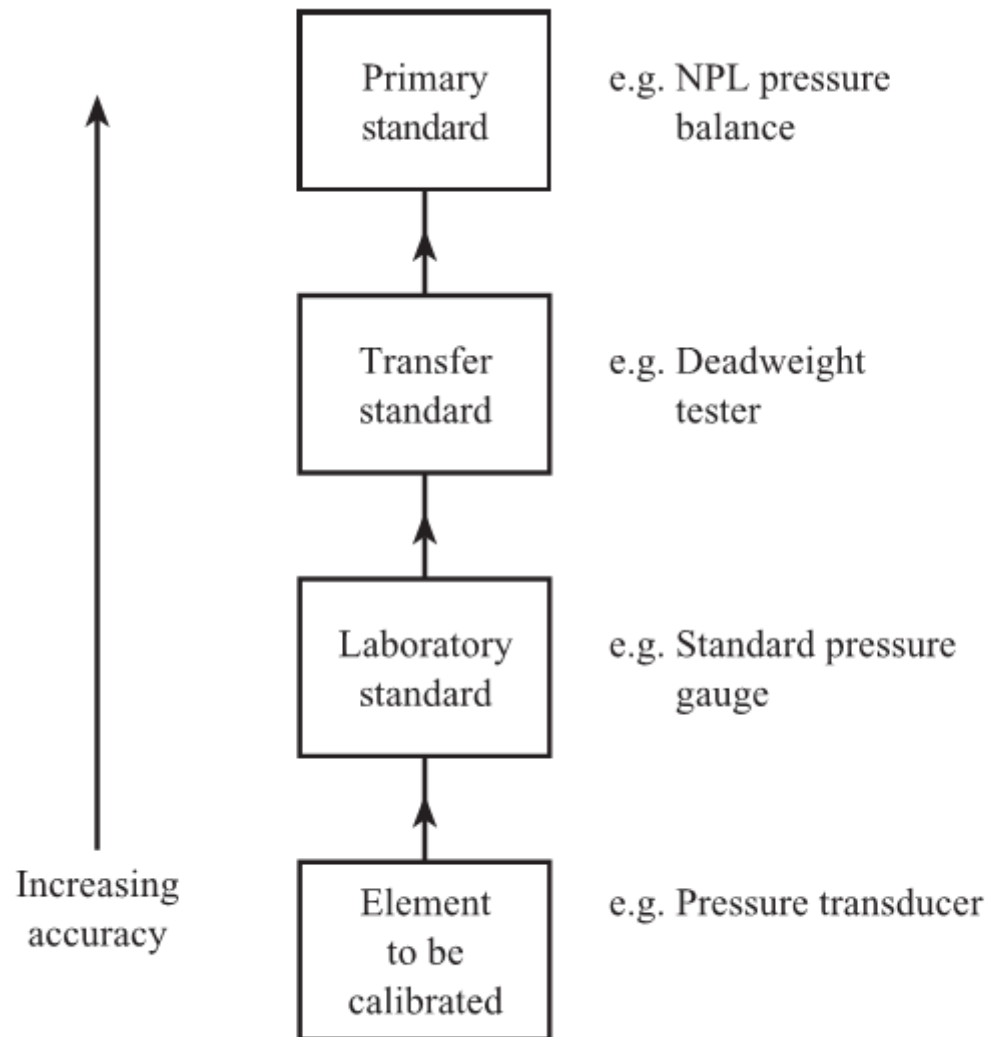 Primary
standard
e.g. NPL pressure
balance
Transfer
standard
e.g. Deadweight
tester
Laboratory
standard
e.g. Standard pressure
gauge
Increasing
accuracy
Element
to be
calibrated
e.g. Pressure transducer